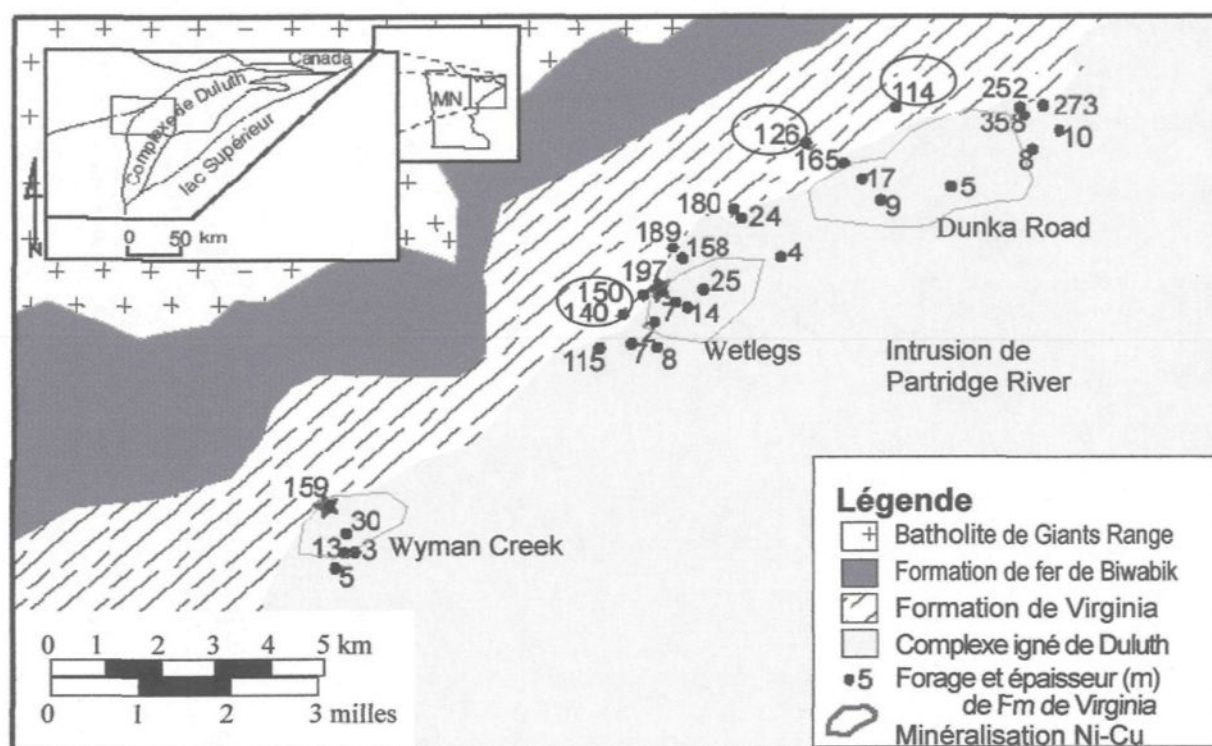 Canada
Complexe de Duluth
lac Supérieur
0 50 km
MN
N
114
252
273
358
10
126
8
165
17
5
9
Dunka Road
180
24
189
158
4
197
25
150
140
7
14
Wetlegs
115
7
8
Intrusion de
Partridge River
159
30
13
3
Wyman Creek
5
0 1 2 3 4 5 km
0 1 2 3 milles
Légende
Batholite de Giants Range
Formation de fer de Biwabik
Formation de Virginia
Complexe igné de Duluth
5 Forage et épaisseur (m)
de Fm de Virginia
Minéralisation Ni-Cu